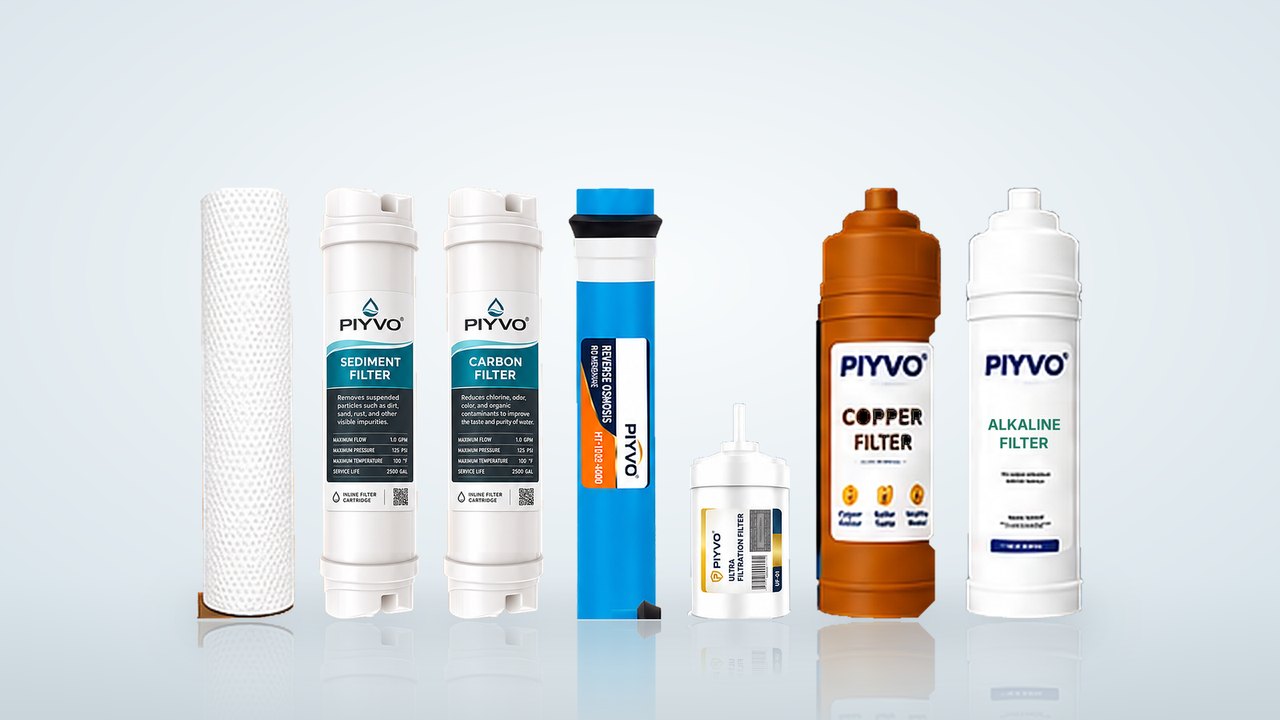 PIYVO
SEDIMENT
FILTER
Removes suspended
particles such as dirt,
sand, rust, and other
visible impurities.
MAXIMUM FLOW 1.0 GPM
MAXIMUM PRESSURE 125 PSI
MAXIMUM TEMPERATURE 100 °F
SERVICE LIFE 2500 GAL
INLINE FILTER
CARTRIDGE
PIYVO
CARBON
FILTER
Reduces chlorine, odor,
color, and organic
contaminants to improve
the taste and purity of water.
MAXIMUM FLOW 1.0 GPM
MAXIMUM PRESSURE 125 PSI
MAXIMUM TEMPERATURE 100 °F
SERVICE LIFE 2500 GAL
INLINE FILTER
CARTRIDGE
REVERSE OSMOSIS
RO MEMBRANE
PIYVO
PIYVO
ULTRA
FILTRATION FILTER
UF-01
PIYVO
COPPER
FILTER
PIYVO
ALKALINE
FILTER